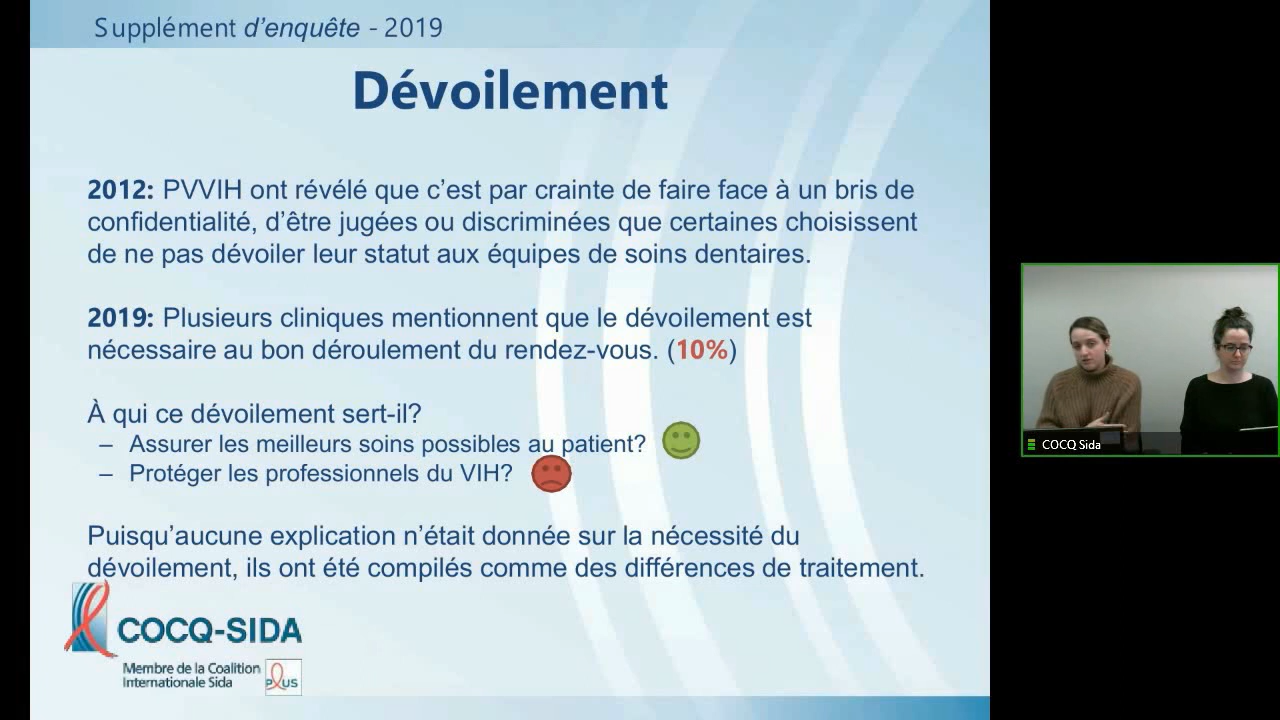 Supplément d’enquête - 2019
Dévoilement
2012: PVVIH ont révélé que c’est par crainte de faire face à un bris de
confidentialité, d’être jugées ou discriminées que certaines choisissent
de ne pas dévoiler leur statut aux équipes de soins dentaires.
2019: Plusieurs cliniques mentionnent que le dévoilement est
nécessaire au bon déroulement du rendez-vous. (10%)
À qui ce dévoilement sert-il?
– Assurer les meilleurs soins possibles au patient?
– Protéger les professionnels du VIH?
Puisqu’aucune explication n’était donnée sur la nécessité du
dévoilement, ils ont été compilés comme des différences de traitement.
COCQ-SIDA
Membre de la Coalition
Internationale Sida
PLUS
COCQ Sida